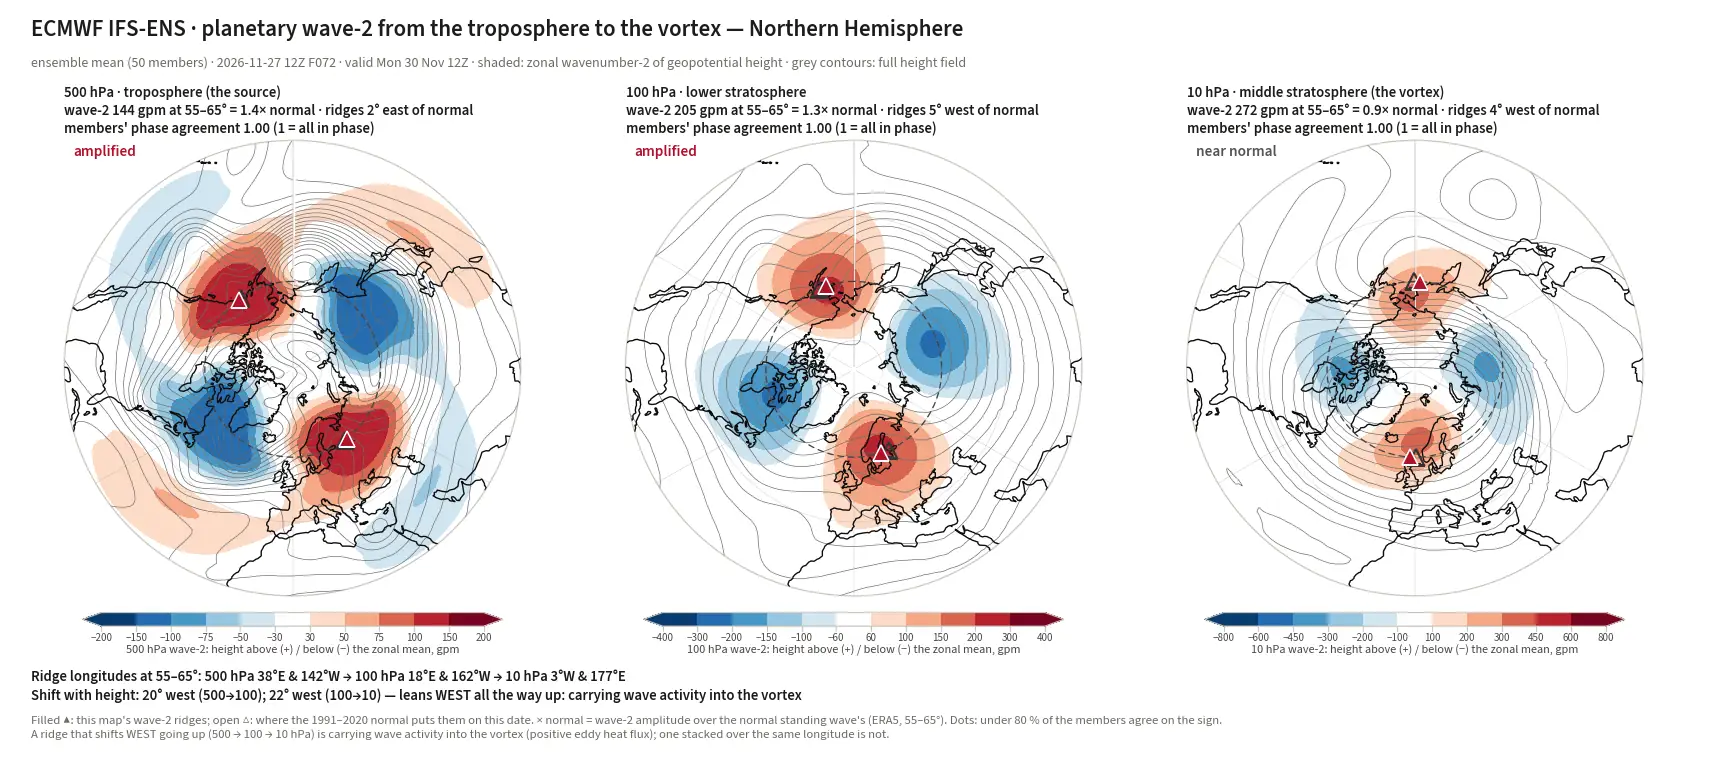 ECMWF IFS-ENS · planetary wave-2 from the troposphere to the vortex — Northern Hemisphere
ensemble mean (50 members) · 2026-11-27 12Z F072 · valid Mon 30 Nov 12Z · shaded: zonal wavenumber-2 of geopotential height · grey contours: full height field
500 hPa · troposphere (the source)
wave-2 144 gpm at 55–65° = 1.4× normal · ridges 2° east of normal
members' phase agreement 1.00 (1 = all in phase)
amplified
100 hPa · lower stratosphere
wave-2 205 gpm at 55–65° = 1.3× normal · ridges 5° west of normal
members' phase agreement 1.00 (1 = all in phase)
amplified
10 hPa · middle stratosphere (the vortex)
wave-2 272 gpm at 55–65° = 0.9× normal · ridges 4° west of normal
members' phase agreement 1.00 (1 = all in phase)
near normal
−200 −150 −100 −75 −50 −30 30 50 75 100 150 200
500 hPa wave-2: height above (+) / below (−) the zonal mean, gpm
−400 −300 −200 −150 −100 −60 60 100 150 200 300 400
100 hPa wave-2: height above (+) / below (−) the zonal mean, gpm
−800 −600 −450 −300 −200 −100 100 200 300 450 600 800
10 hPa wave-2: height above (+) / below (−) the zonal mean, gpm
Ridge longitudes at 55–65°: 500 hPa 38°E & 142°W → 100 hPa 18°E & 162°W → 10 hPa 3°W & 177°E
Shift with height: 20° west (500→100); 22° west (100→10) — leans WEST all the way up: carrying wave activity into the vortex
Filled ▲: this map's wave-2 ridges; open △: where the 1991–2020 normal puts them on this date. × normal = wave-2 amplitude over the normal standing wave's (ERA5, 55–65°). Dots: under 80 % of the members agree on the sign.
A ridge that shifts WEST going up (500 → 100 → 10 hPa) is carrying wave activity into the vortex (positive eddy heat flux); one stacked over the same longitude is not.